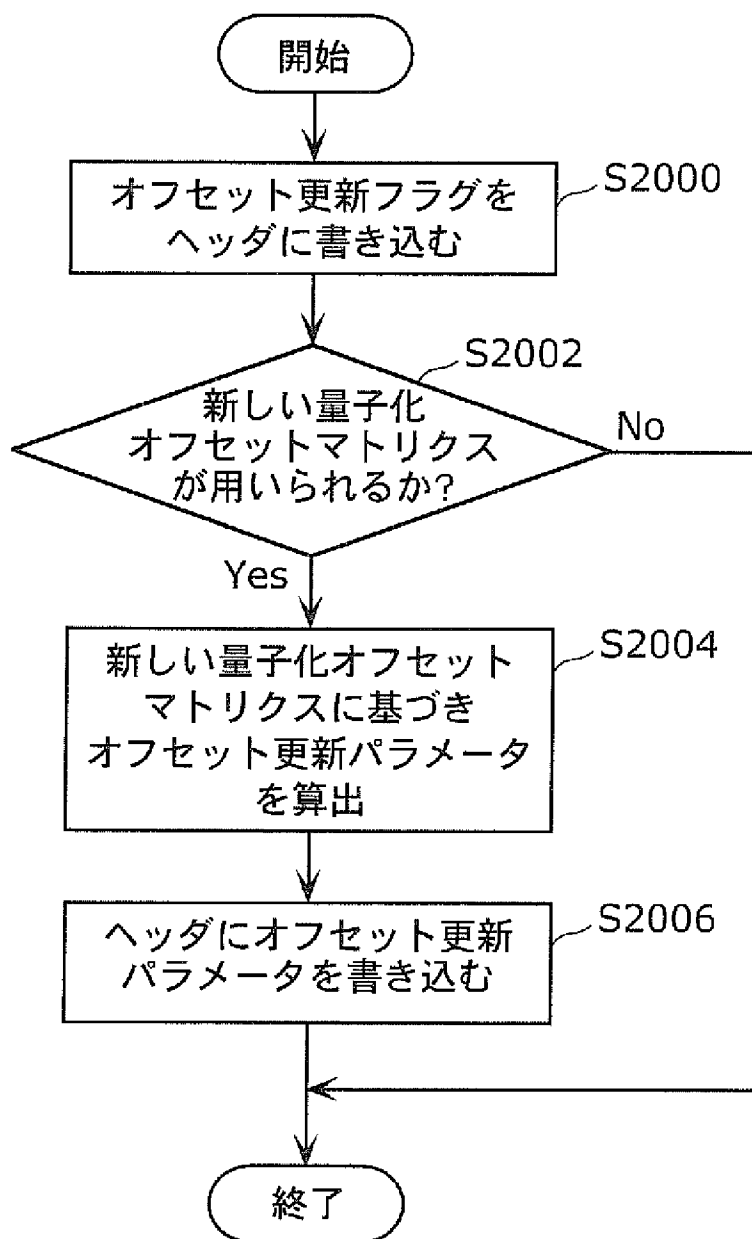 開始
オフセット更新フラグを
ヘッダに書き込む
S2000
S2002
新しい量子化
オフセットマトリクス
が用いられるか?
No
Yes
新しい量子化オフセット
マトリクスに基づき
オフセット更新パラメータ
を算出
S2004
ヘッダにオフセット更新
パラメータを書き込む
S2006
終了